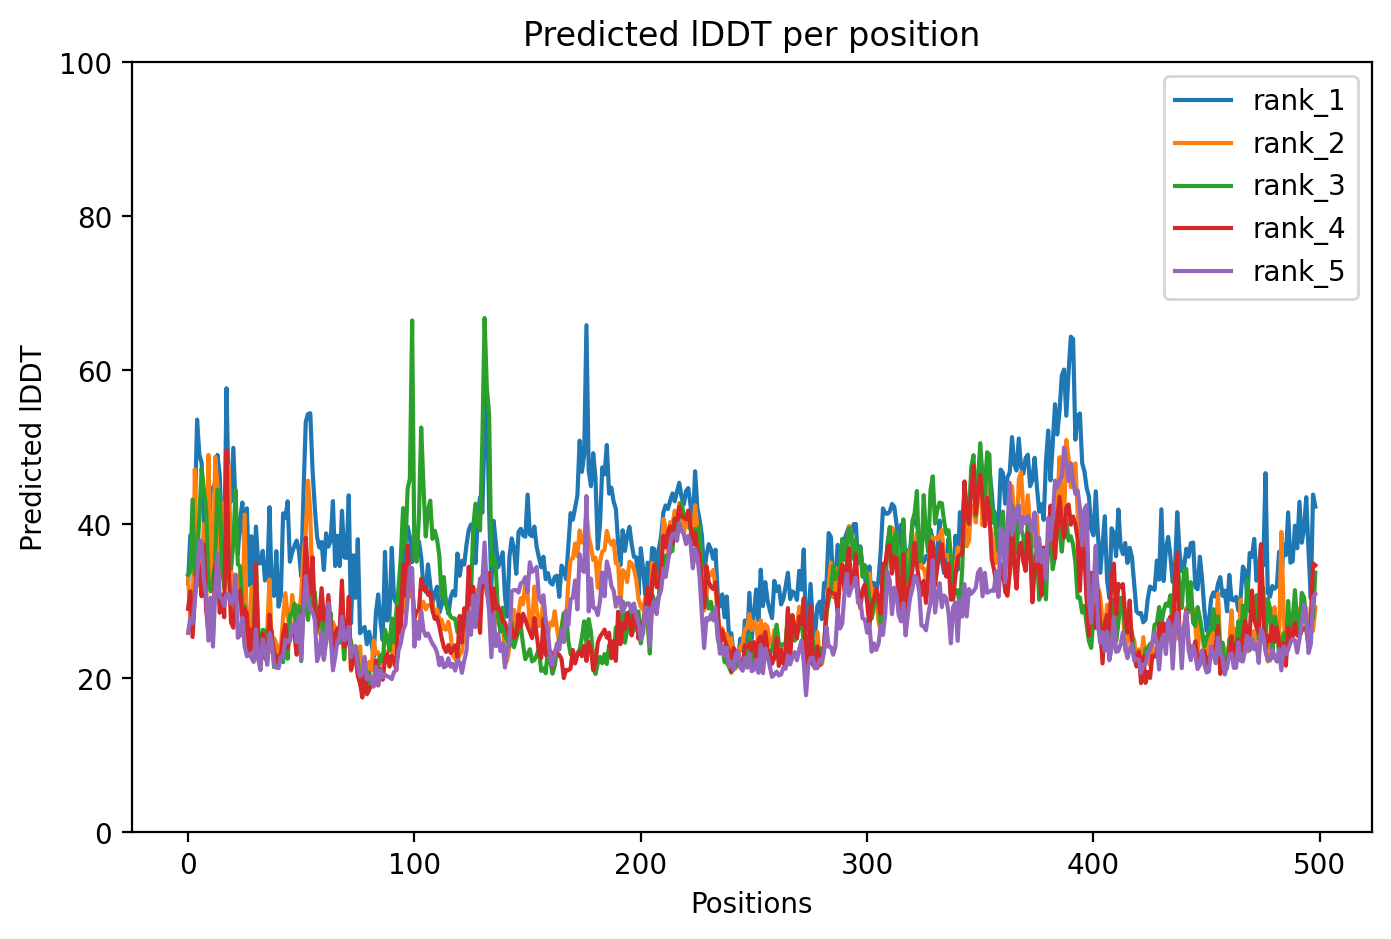 Predicted lDDT per position
100
80
60
40
20
0
Predicted lDDT
0 100 200 300 400 500
Positions
rank_1
rank_2
rank_3
rank_4
rank_5